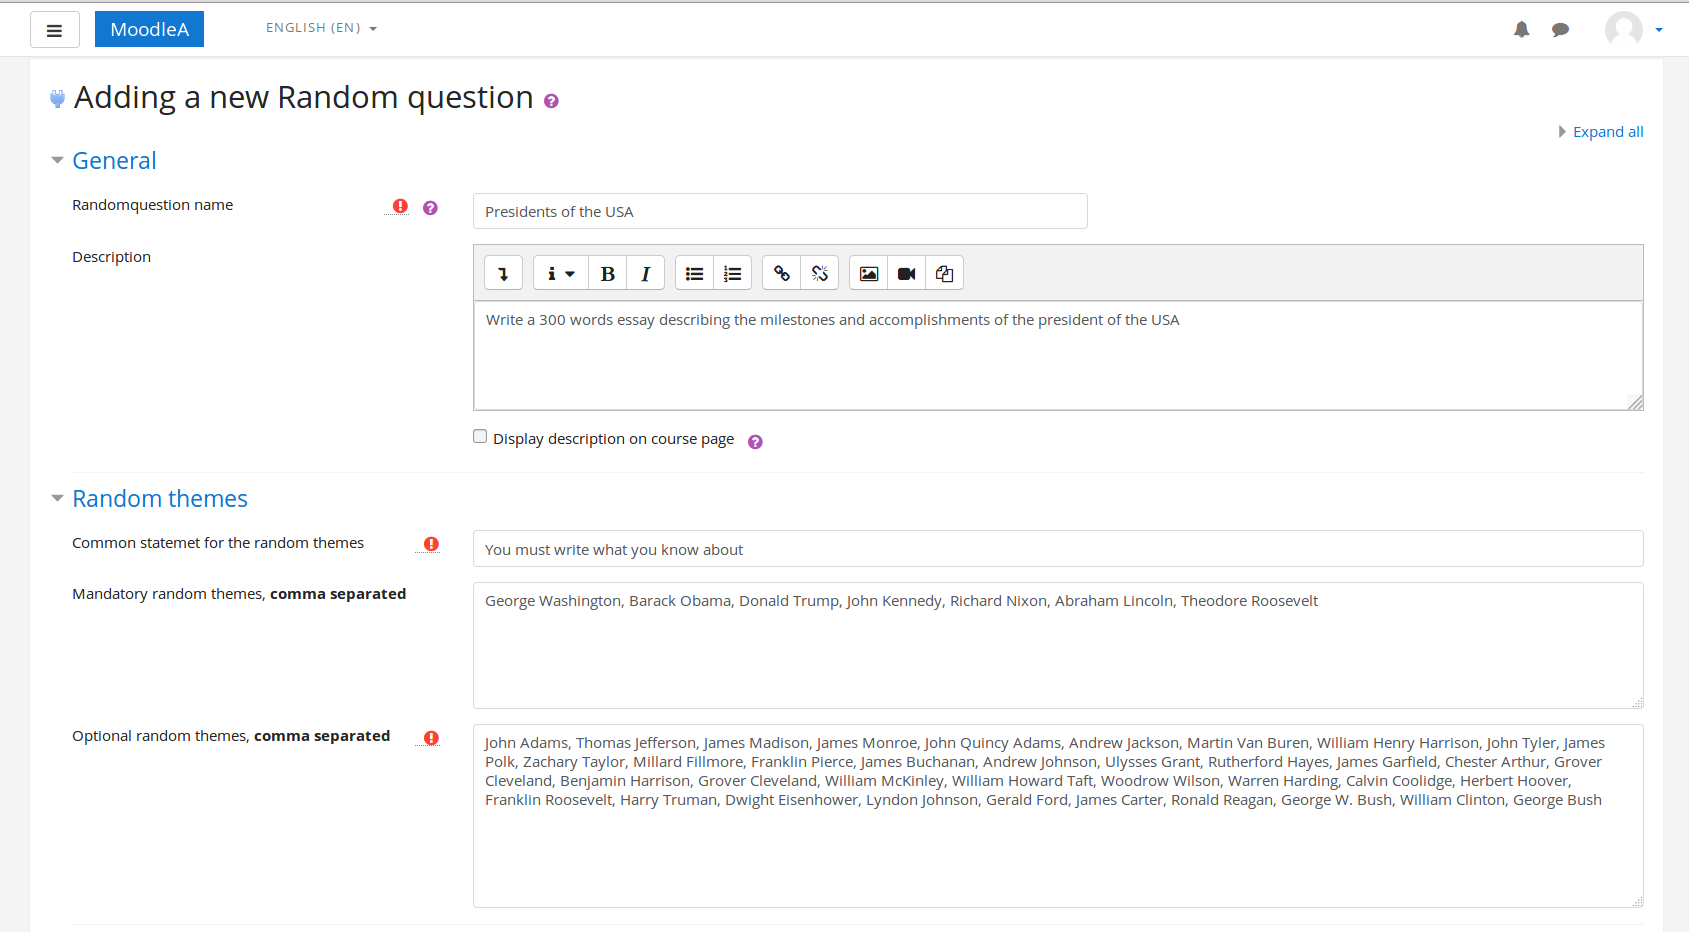 MoodleA
ENGLISH (EN)
Adding a new Random question
Expand all
General
Randomquestion name
Presidents of the USA
Description
Write a 300 words essay describing the milestones and accomplishments of the president of the USA
Display description on course page
Random themes
Common statemet for the random themes
You must write what you know about
Mandatory random themes, comma separated
George Washington, Barack Obama, Donald Trump, John Kennedy, Richard Nixon, Abraham Lincoln, Theodore Roosevelt
Optional random themes, comma separated
John Adams, Thomas Jefferson, James Madison, James Monroe, John Quincy Adams, Andrew Jackson, Martin Van Buren, William Henry Harrison, John Tyler, James
Polk, Zachary Taylor, Millard Fillmore, Franklin Pierce, James Buchanan, Andrew Johnson, Ulysses Grant, Rutherford Hayes, James Garfield, Chester Arthur, Grover
Cleveland, Benjamin Harrison, Grover Cleveland, William McKinley, William Howard Taft, Woodrow Wilson, Warren Harding, Calvin Coolidge, Herbert Hoover,
Franklin Roosevelt, Harry Truman, Dwight Eisenhower, Lyndon Johnson, Gerald Ford, James Carter, Ronald Reagan, George W. Bush, William Clinton, George Bush